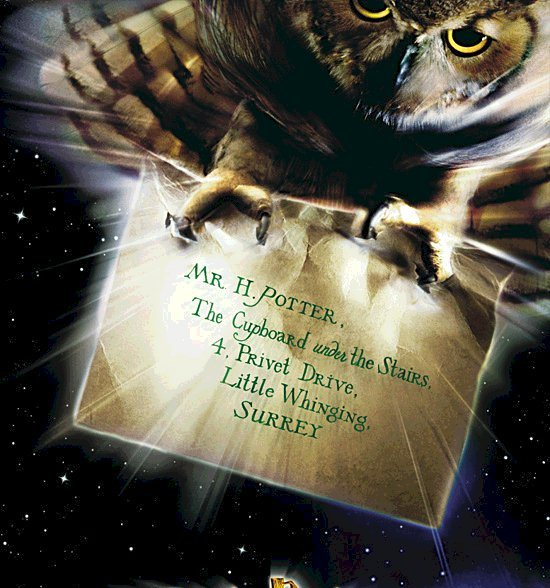 MR. H. POTTER,
The Cupboard under the Stairs,
4, Privet Drive,
Little Whinging,
SURREY